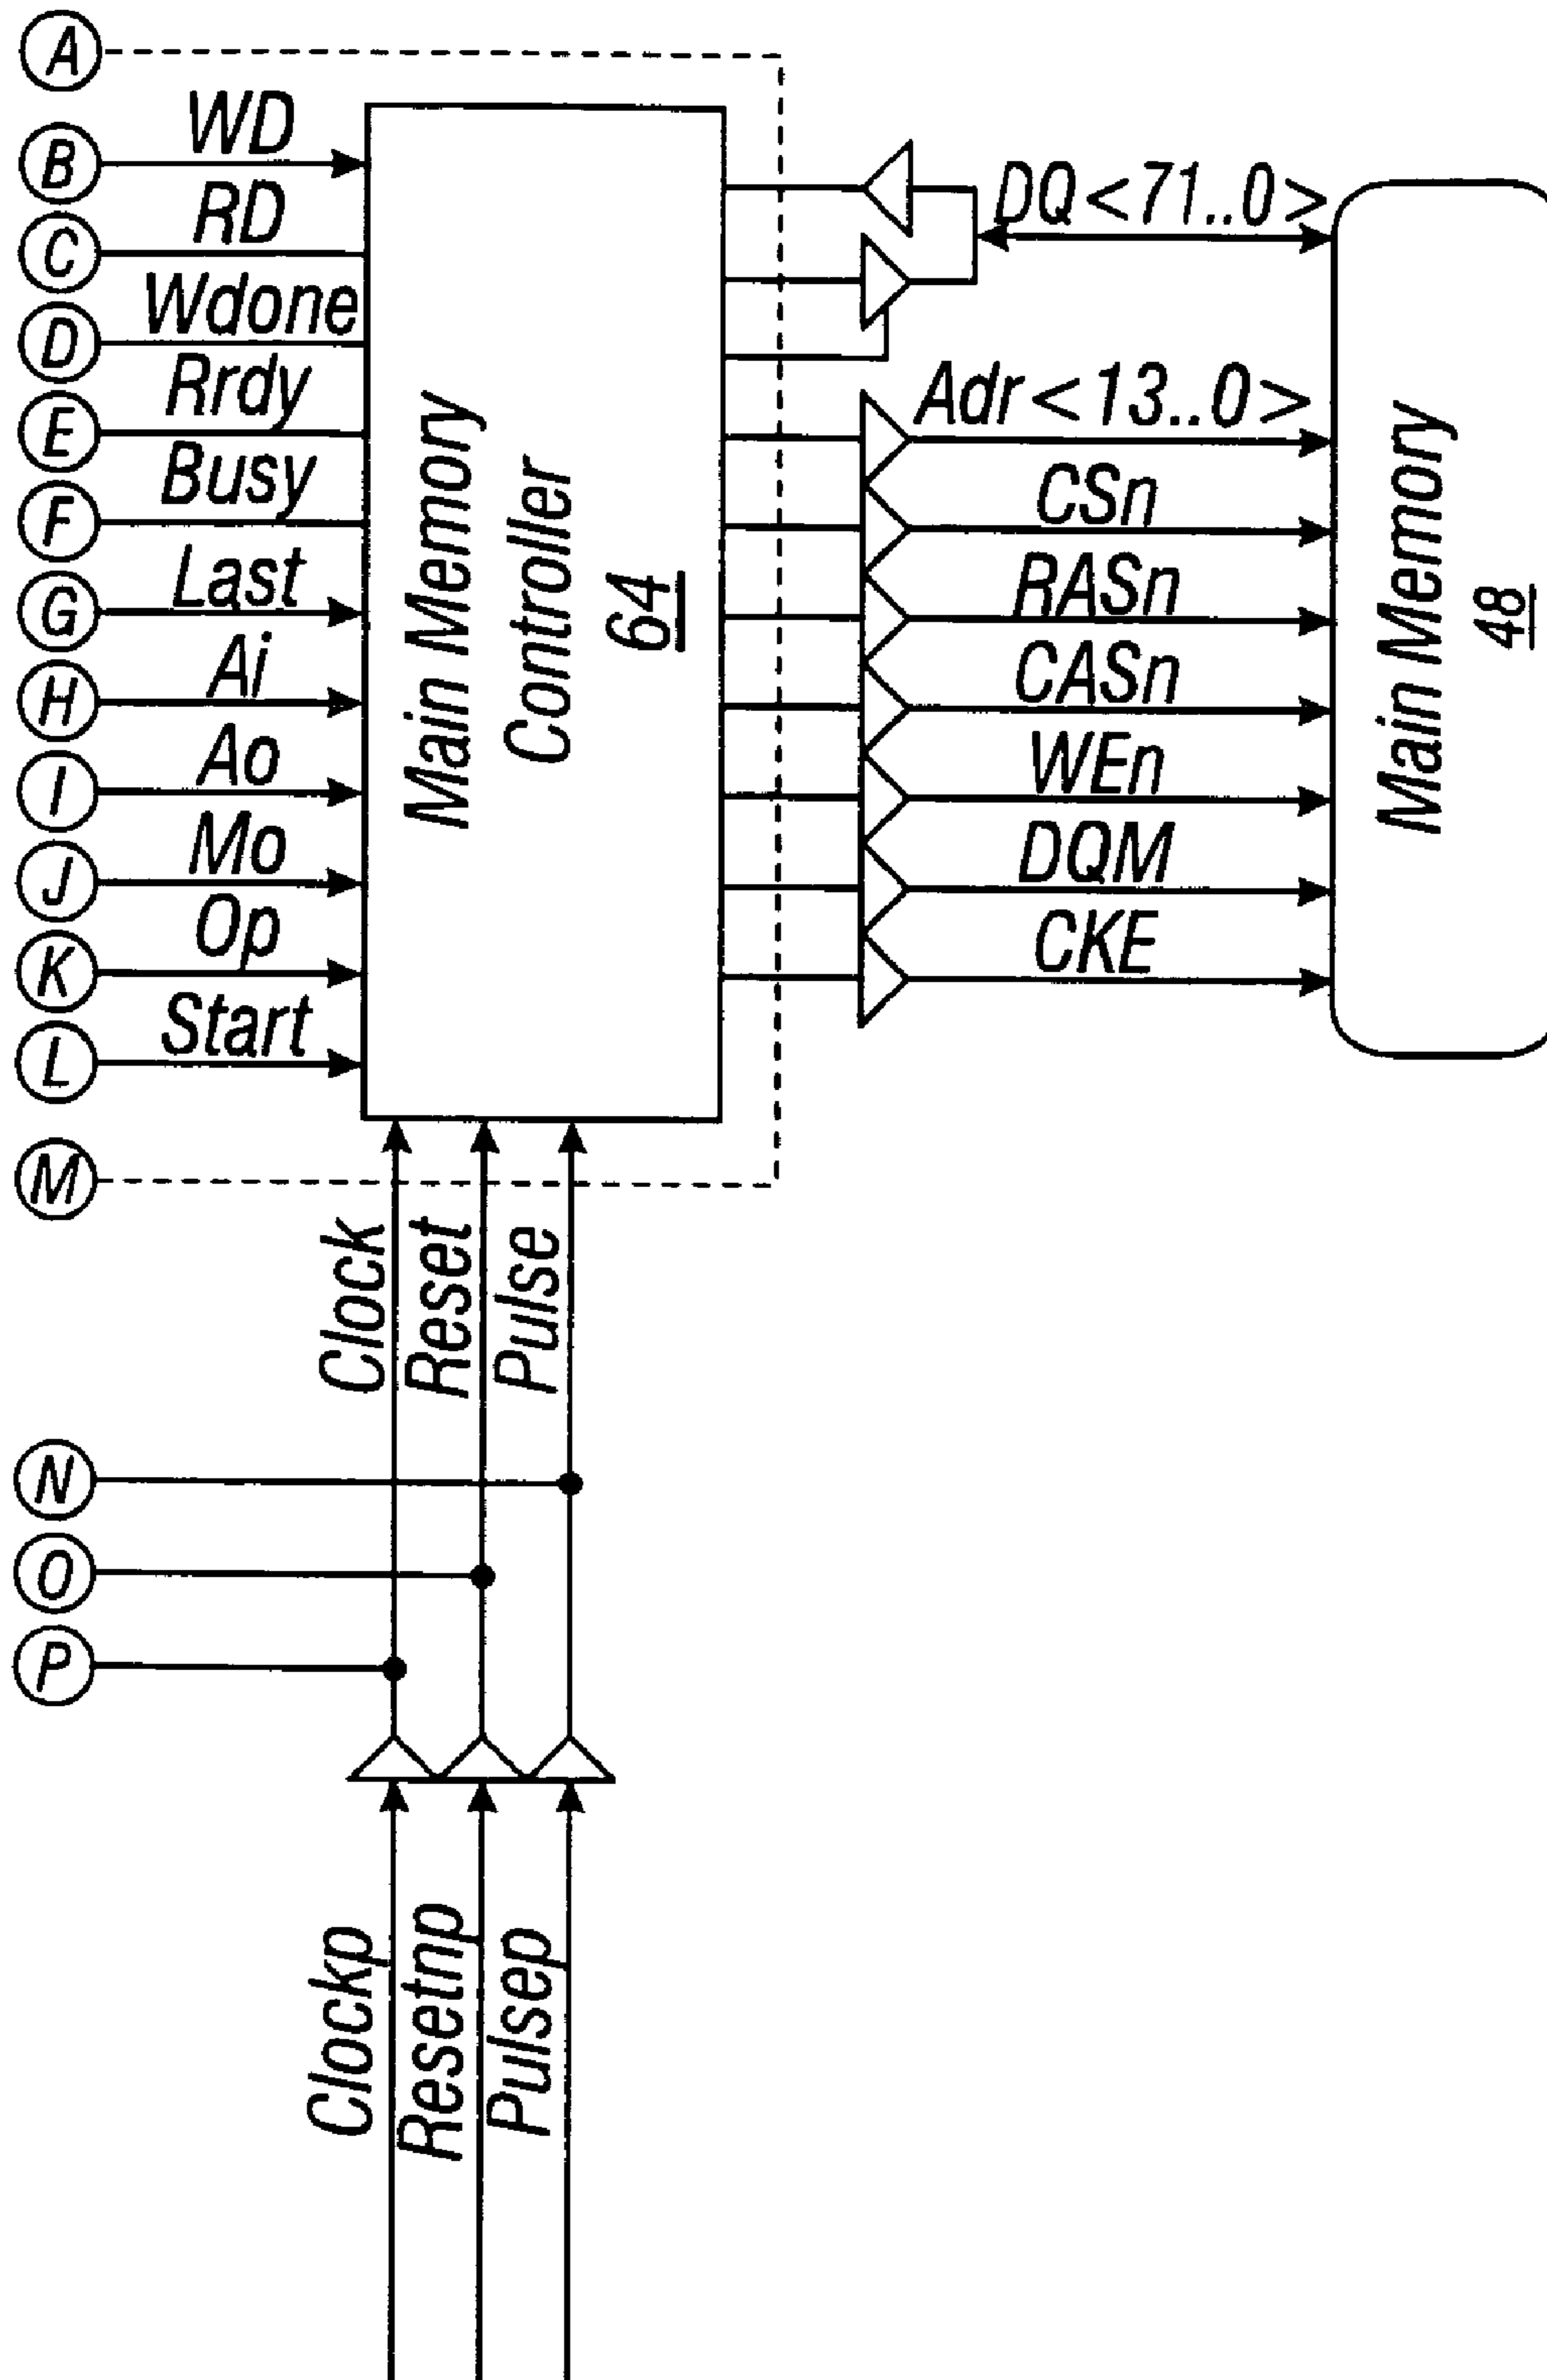 A
B WD
C RD
D Wdone
E Rrdy
F Busy
G Last
H Ai
I Ao
J Mo
K Op
L Start
M
Main Memory
Controller
64
DQ<71..0>
Adr<13..0>
CSn
RASn
CASn
WEn
DQM
CKE
Main Memory
48
Clock
Reset
Pulse
N
O
P
Clockp
Resetnp
Pulsep